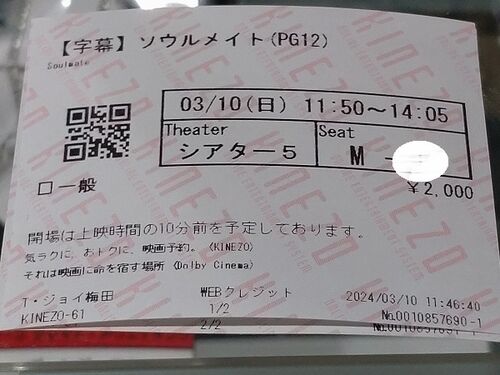 【字幕】ソウルメイト(PG12)
Soulmate
03/10(日) 11:50～14:05
Theater
シアター5
Seat
M -
□一般
¥2,000
開場は上映時間の10分前を予定しております。
気ラクに、おトクに、映画予約。《KINEZO》
それは映画に命を宿す場所《Dolby Cinema》
T・ジョイ梅田
WEBクレジット
2024/03/10 11:46:40
KINEZO-61
1/2
No.0010857690-1
2/2
KINEZO